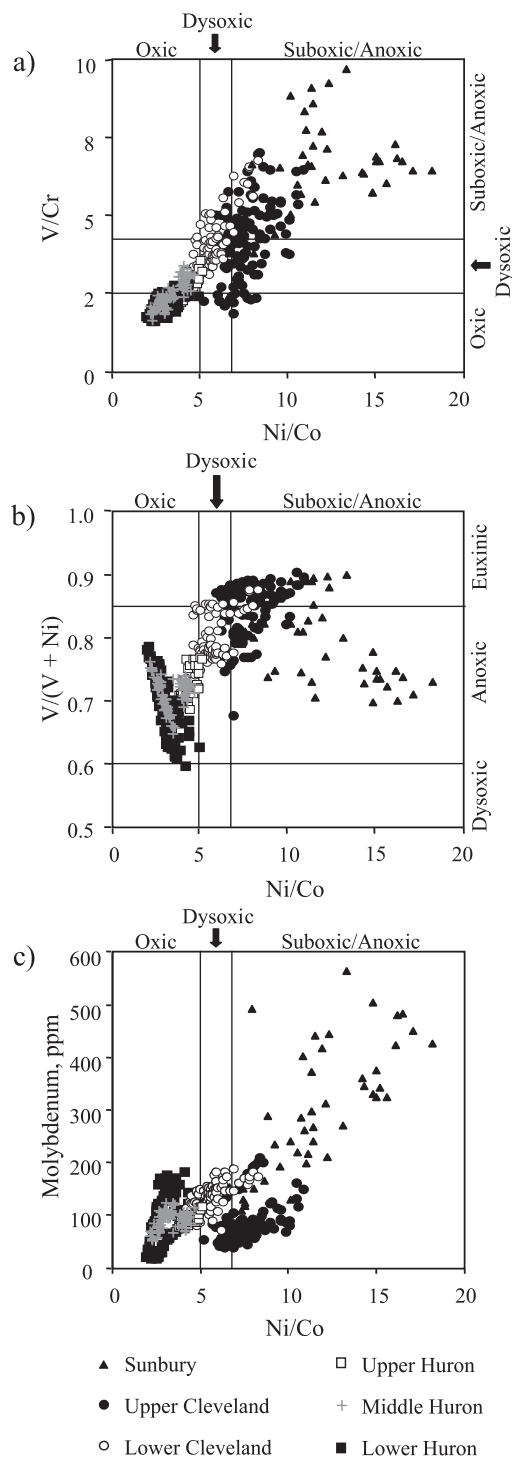 Dysoxic
a)
Oxic
Suboxic/Anoxic
10
8
5
2
0
V/Cr
Suboxic/Anoxic
Dysoxic
Oxic
0
5
10
15
20
Ni/Co
Dysoxic
b)
Oxic
Suboxic/Anoxic
1.0
0.9
0.8
0.7
0.6
0.5
V/(V + Ni)
Euxinic
Anoxic
Dysoxic
0
5
10
15
20
Ni/Co
Dysoxic
c)
Oxic
Suboxic/Anoxic
600
500
400
300
200
100
0
Molybdenum, ppm
0
5
10
15
20
Ni/Co
Sunbury
Upper Huron
Upper Cleveland
Middle Huron
Lower Cleveland
Lower Huron